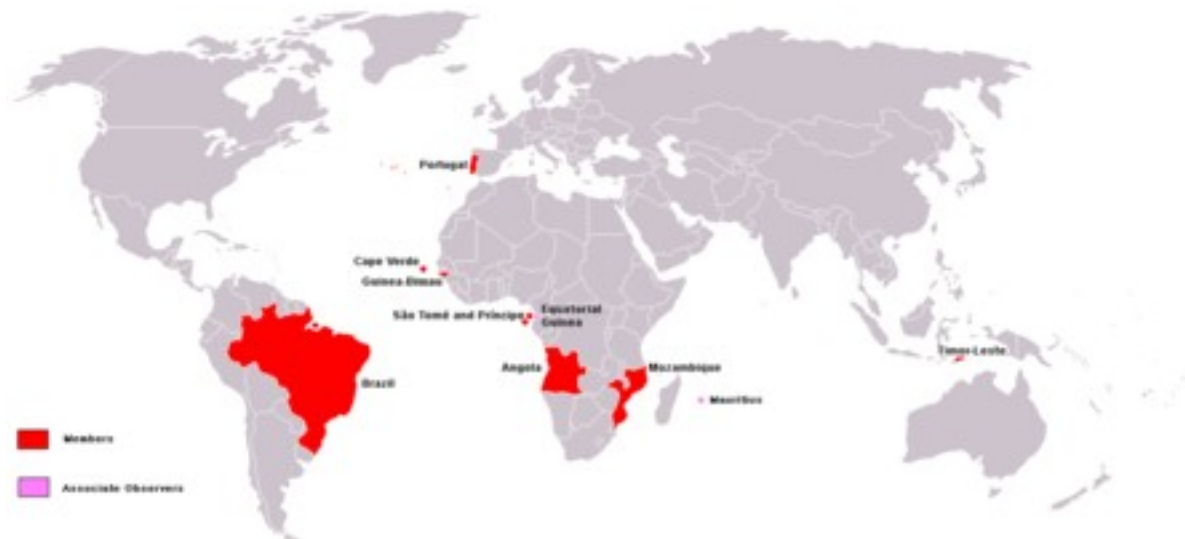 Portugal
Cape Verde
Guinea-Bissau
São Tomé and Príncipe
Equatorial
Guinea
Timor-Leste
Angola
Mozambique
Brazil
Mauritius
Members
Associate Observers